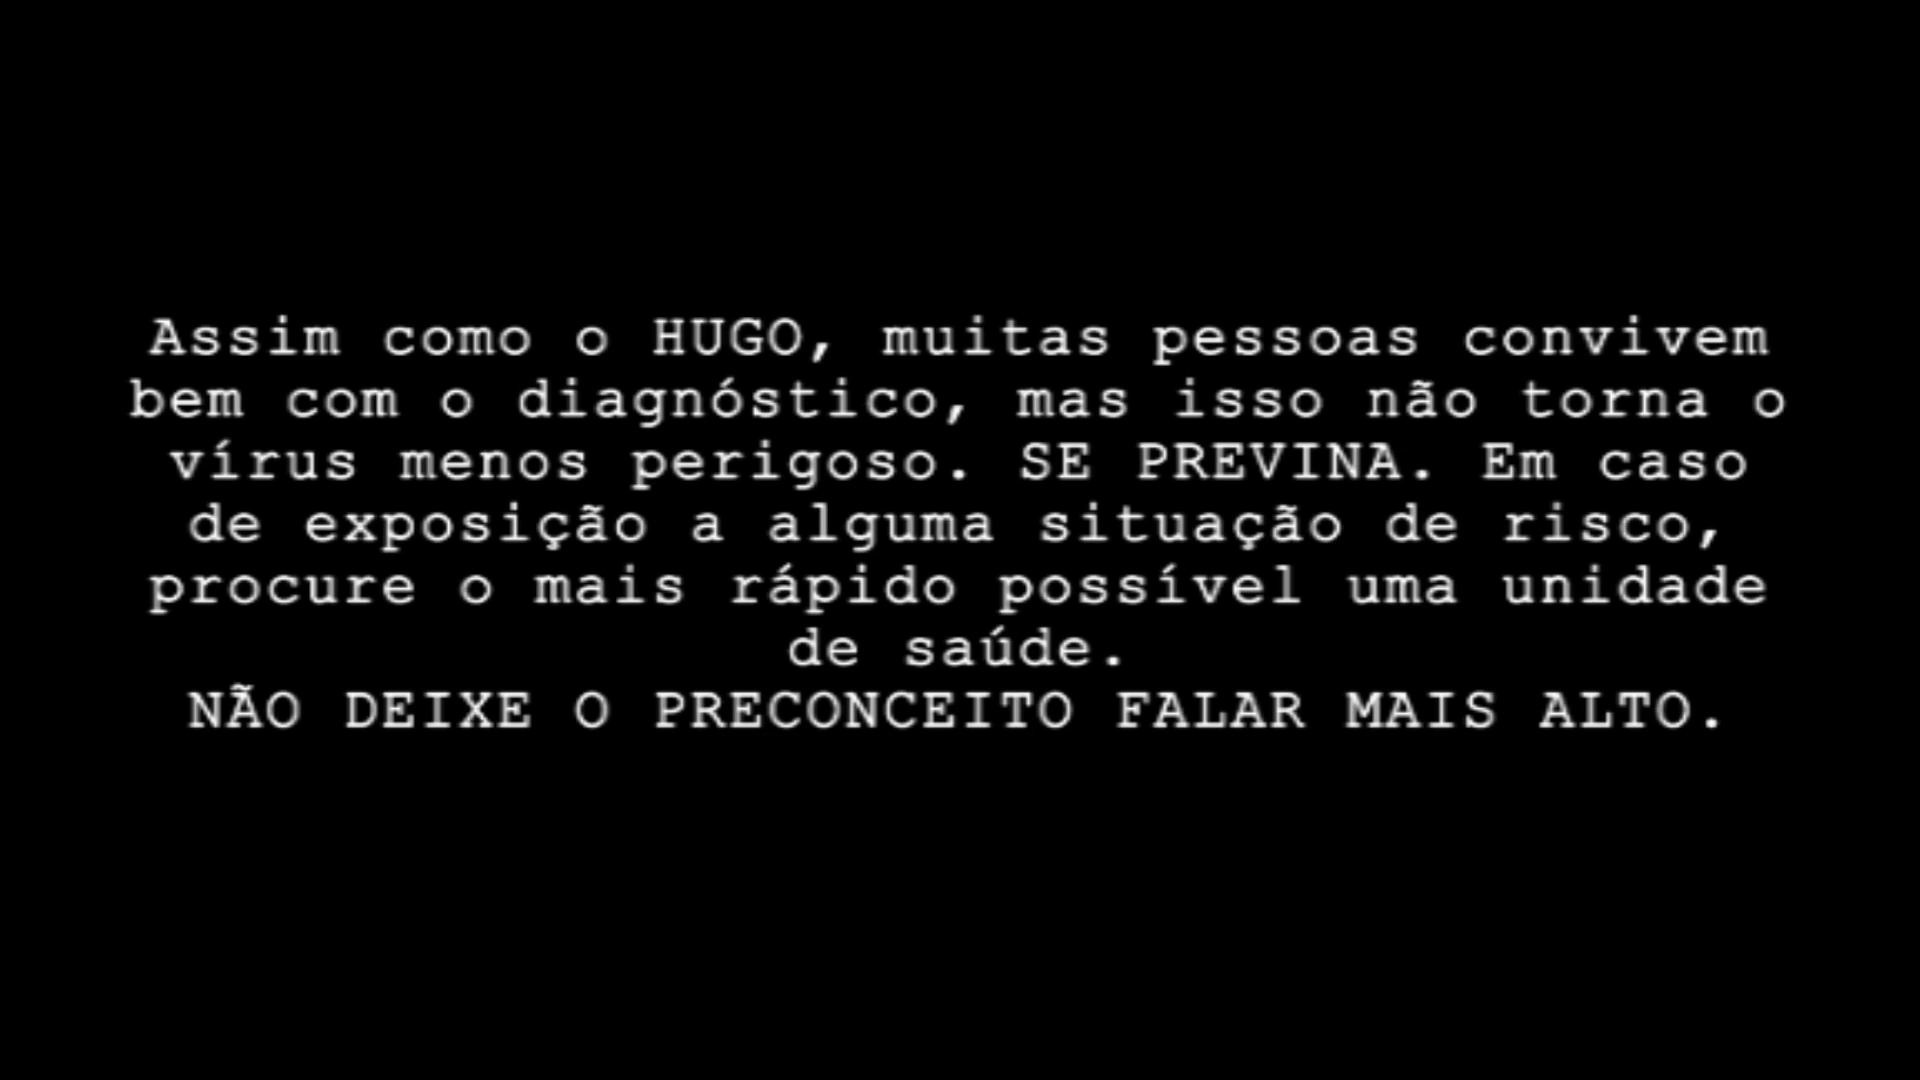 Assim como o HUGO, muitas pessoas convivem
bem com o diagnóstico, mas isso não torna o
vírus menos perigoso. SE PREVINA. Em caso
de exposição a alguma situação de risco,
procure o mais rápido possível uma unidade
de saúde.
NÃO DEIXE O PRECONCEITO FALAR MAIS ALTO.